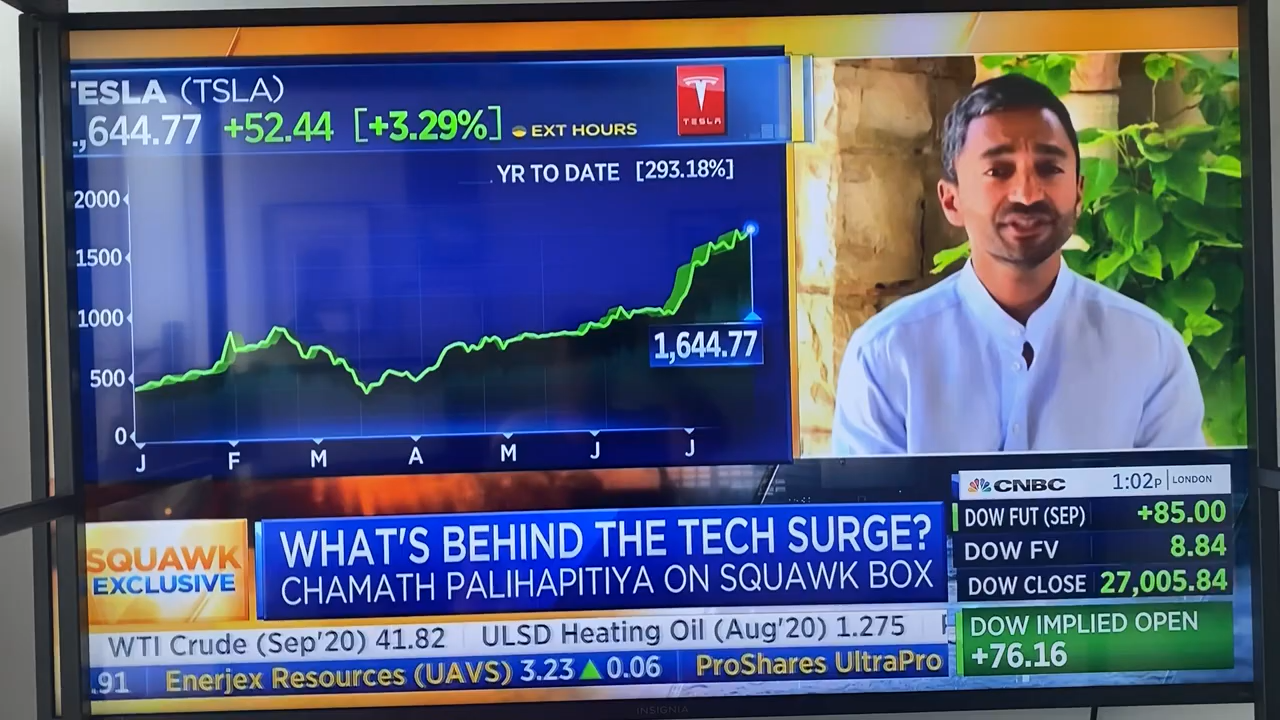 ESLA (TSLA)
,644.77 +52.44 [+3.29%] EXT HOURS
TESLA
YR TO DATE [293.18%]
2000
1500
1000
500
0
1,644.77
J F M A M J J
CNBC 1:02P LONDON
DOW FUT (SEP) +85.00
DOW FV 8.84
DOW CLOSE 27,005.84
DOW IMPLIED OPEN
+76.16
SQUAWK
EXCLUSIVE
WHAT'S BEHIND THE TECH SURGE?
CHAMATH PALIHAPITIYA ON SQUAWK BOX
WTI Crude (Sep'20) 41.82 ULSD Heating Oil (Aug'20) 1.275
.91 Enerjex Resources (UAVS) 3.23 ▲ 0.06 ProShares UltraPro
INSIGNIA